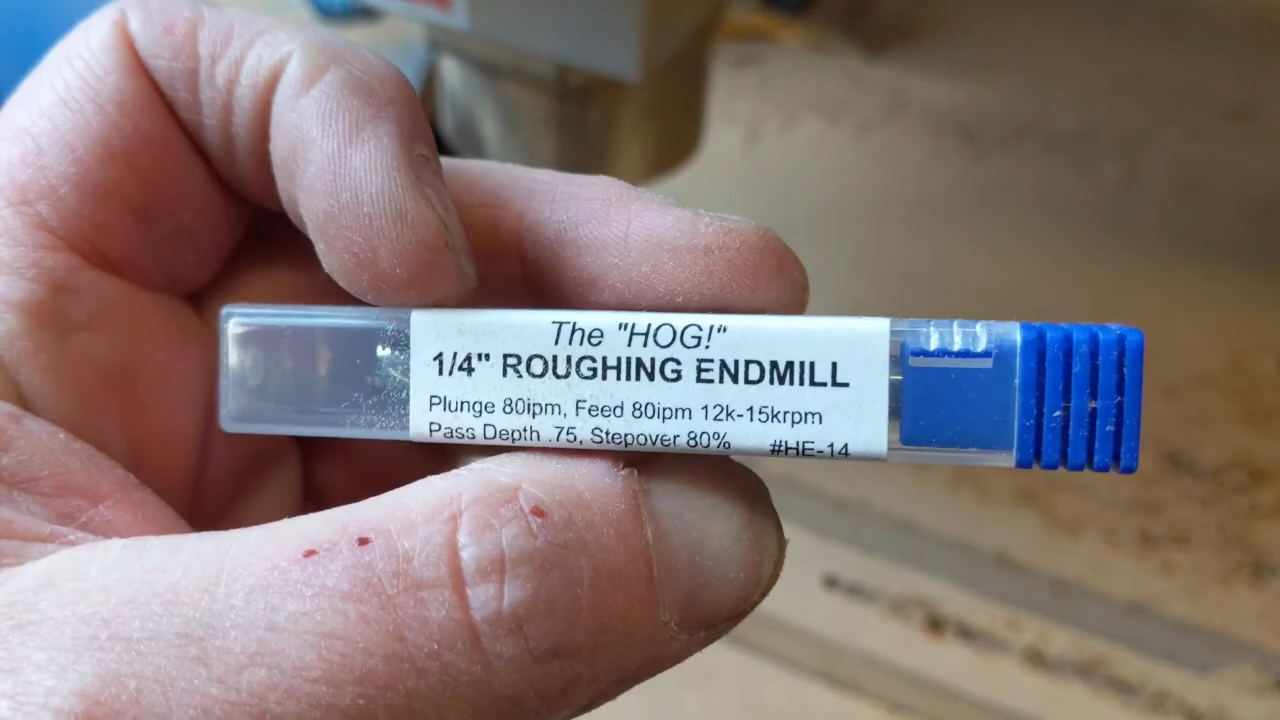 The "HOG!"
1/4" ROUGHING ENDMILL
Plunge 80ipm, Feed 80ipm 12k-15krpm
Pass Depth .75, Stepover 80% #HE-14